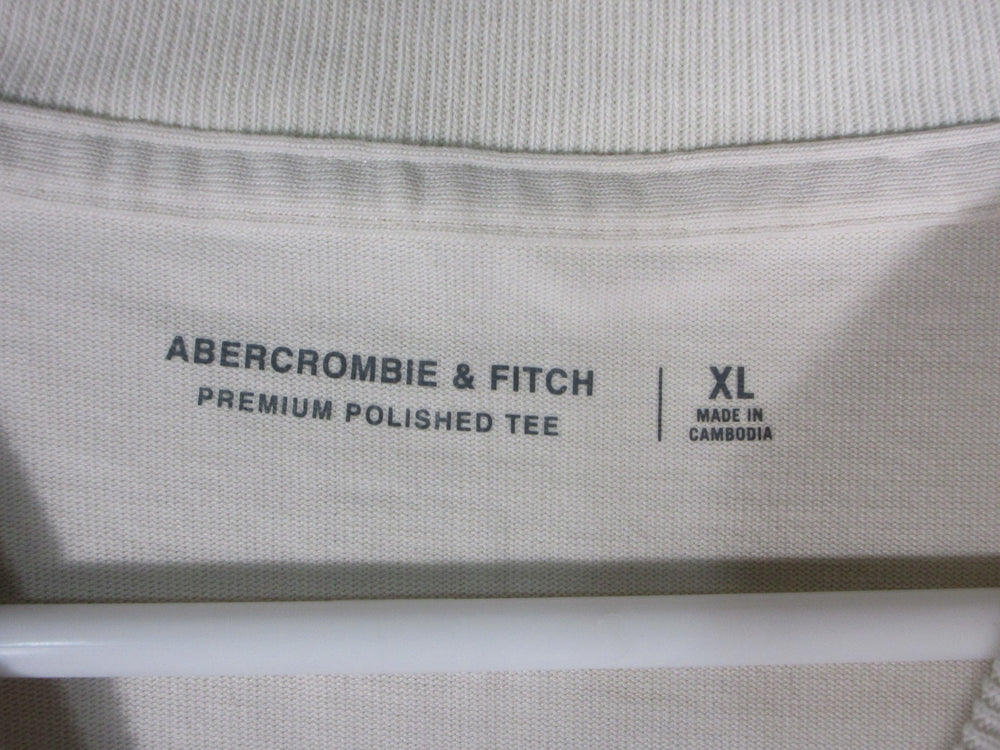 ABERCROMBIE & FITCH
PREMIUM POLISHED TEE
XL
MADE IN
CAMBODIA